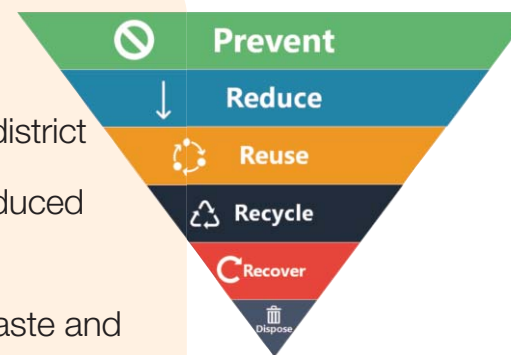 Prevent
Reduce
district
Reuse
duced
Recycle
Recover
Dispose
aste and